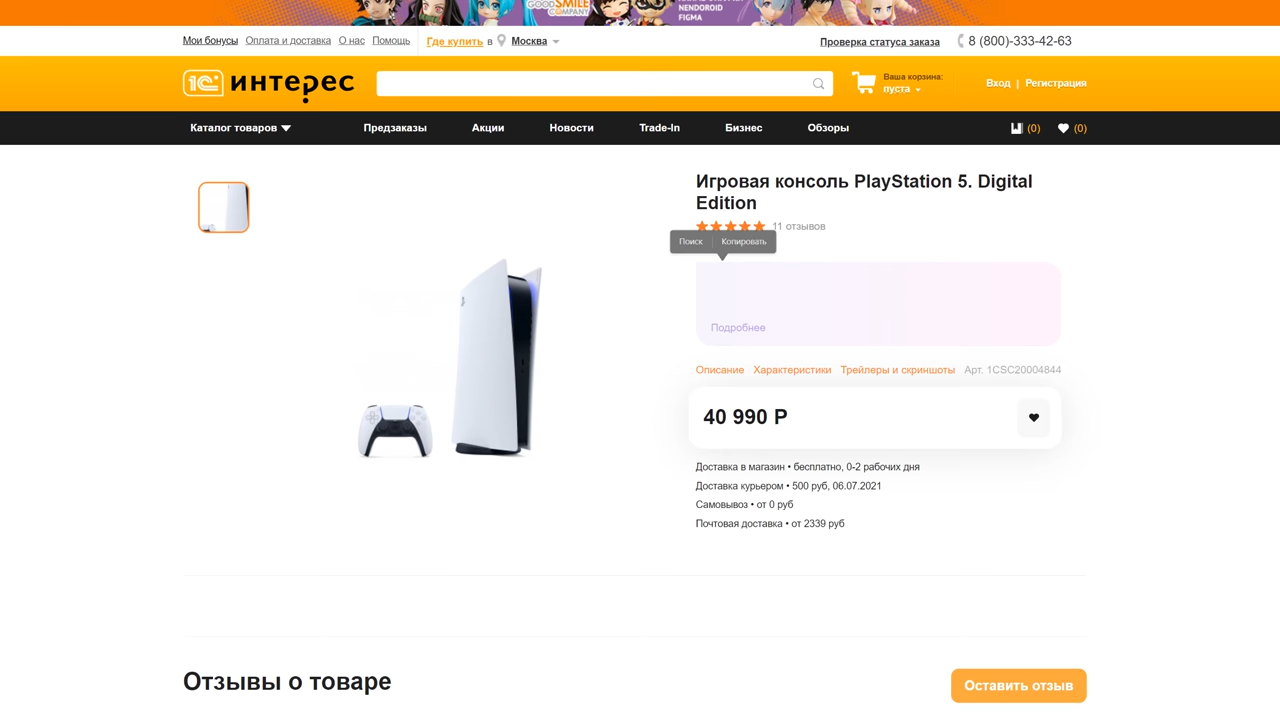 GOODSMILE
COMPANY
NENDOROID
FIGMA
Мои бонусы Оплата и доставка О нас Помощь Где купить в Москва Проверка статуса заказа 8 (800)-333-42-63
1С интерес Ваша корзина: Вход | Регистрация
пуста
Каталог товаров Предзаказы Акции Новости Trade-In Бизнес Обзоры (0) (0)
Игровая консоль PlayStation 5. Digital
Edition
11 отзывов
Поиск Копировать
Подробнее
Описание Характеристики Трейлеры и скриншоты Арт. 1CSC20004844
40 990 Р
Доставка в магазин • бесплатно, 0-2 рабочих дня
Доставка курьером • 500 руб, 06.07.2021
Самовывоз • от 0 руб
Почтовая доставка • от 2339 руб
Отзывы о товаре Оставить отзыв